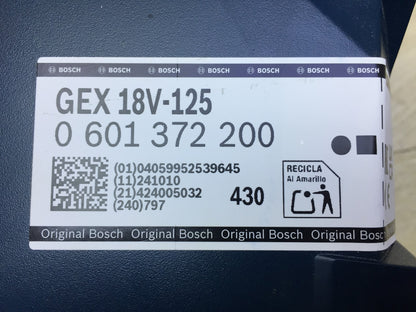 BOSCH BOSCH BOSCH BOSCH BOSCH
GEX 18V-125
0 601 372 200
(01)04059952539645
(11)241010
(21)424005032
(240)797
430
RECICLA
Al Amarillo
Original Bosch Original Bosch Original Bosch Original Bosch Original Bosch